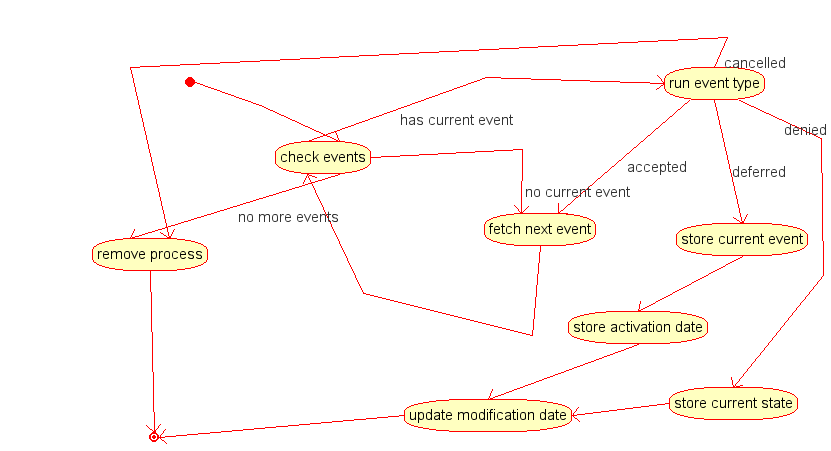 cancelled
run event type
has current event
denied
check events
accepted
deferred
no current event
no more events
fetch next event
store current event
remove process
store activation date
store current state
update modification date